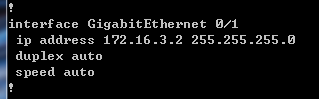 !
interface GigabitEthernet 0/1
 ip address 172.16.3.2 255.255.255.0
 duplex auto
 speed auto
!